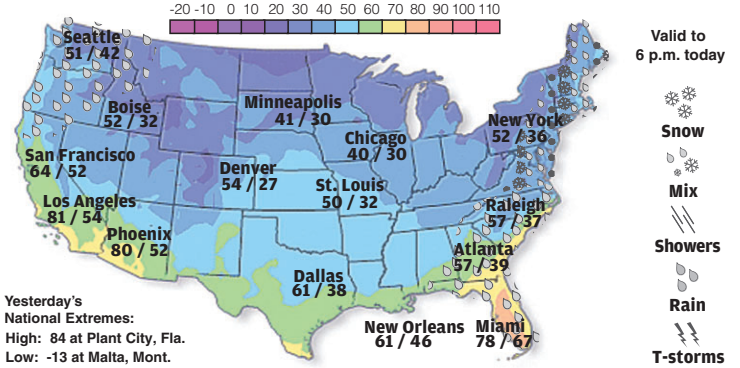 -20 -10 0 10 20 30 40 50 60 70 80 90 100 110
Valid to
6 p.m. today
Seattle
51 / 42
Boise
52 / 32
Minneapolis
41 / 30
New York
52 / 36
Chicago
40 / 30
San Francisco
64 / 52
Denver
54 / 27
St. Louis
50 / 32
Los Angeles
81 / 54
Raleigh
57 / 37
Phoenix
80 / 52
Atlanta
57 / 39
Dallas
61 / 38
New Orleans
61 / 46
Miami
78 / 67
Snow
Mix
Showers
Rain
T-storms
Yesterday's
National Extremes:
High: 84 at Plant City, Fla.
Low: -13 at Malta, Mont.